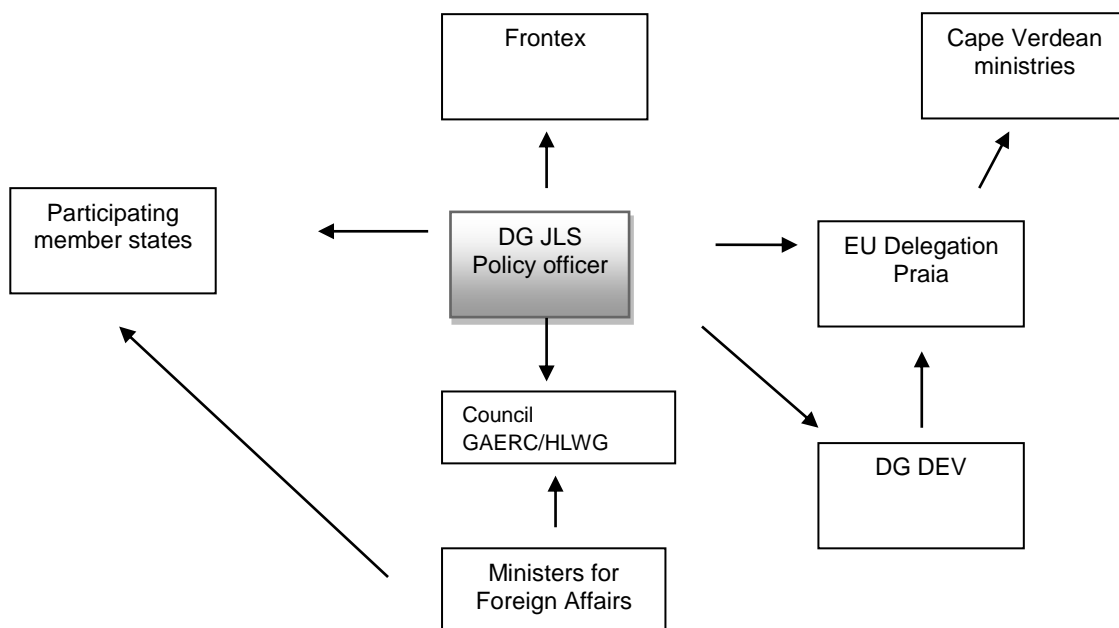 Frontex
Cape Verdean
ministries
Participating
member states
DG JLS
Policy officer
EU Delegation
Praia
Council
GAERC/HLWG
DG DEV
Ministers for
Foreign Affairs